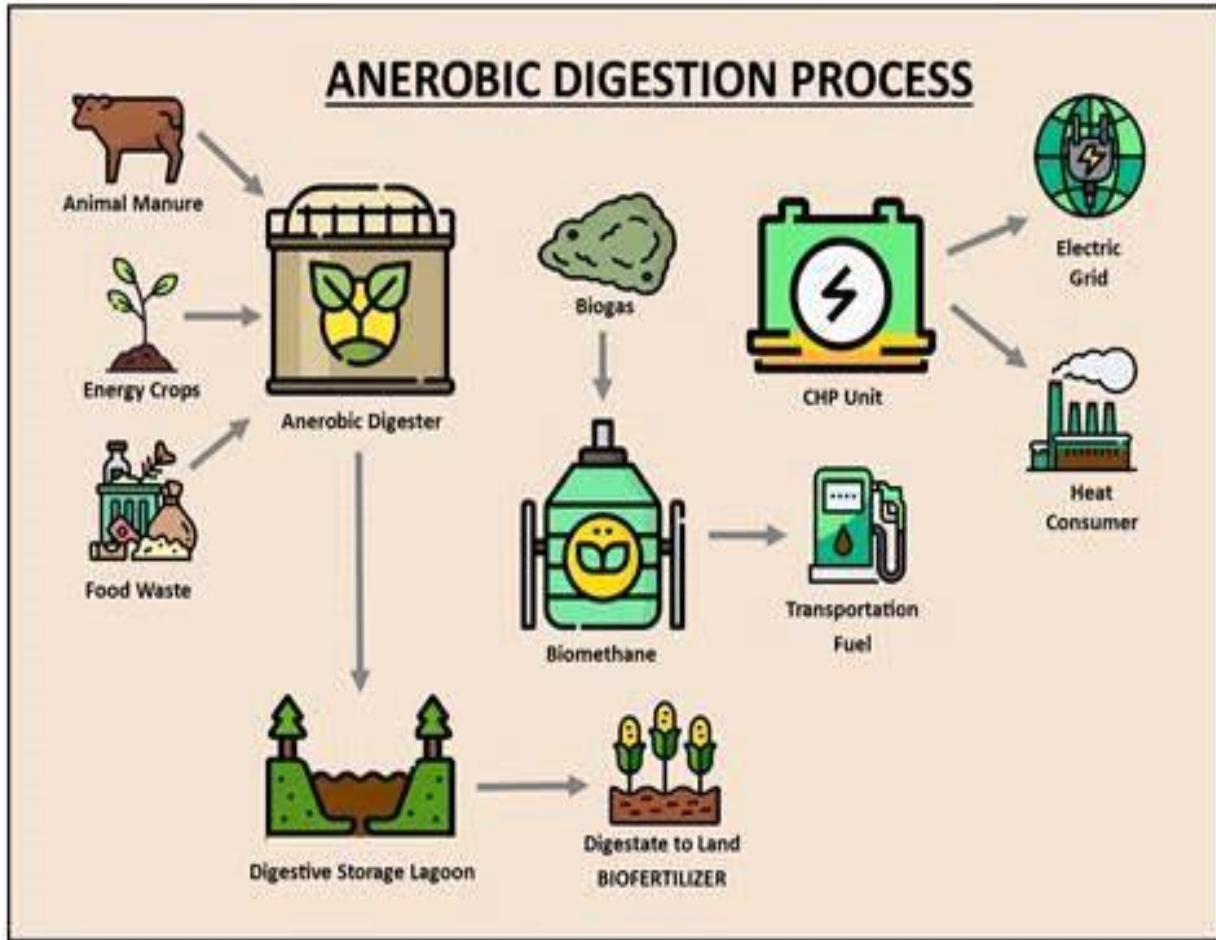 ANEROBIC DIGESTION PROCESS
Animal Manure
Energy Crops
Food Waste
Anerobic Digester
Biogas
CHP Unit
Electric
Grid
Heat
Consumer
Biomethane
Transportation
Fuel
Digestive Storage Lagoon
Digestate to Land
BIOFERTILIZER